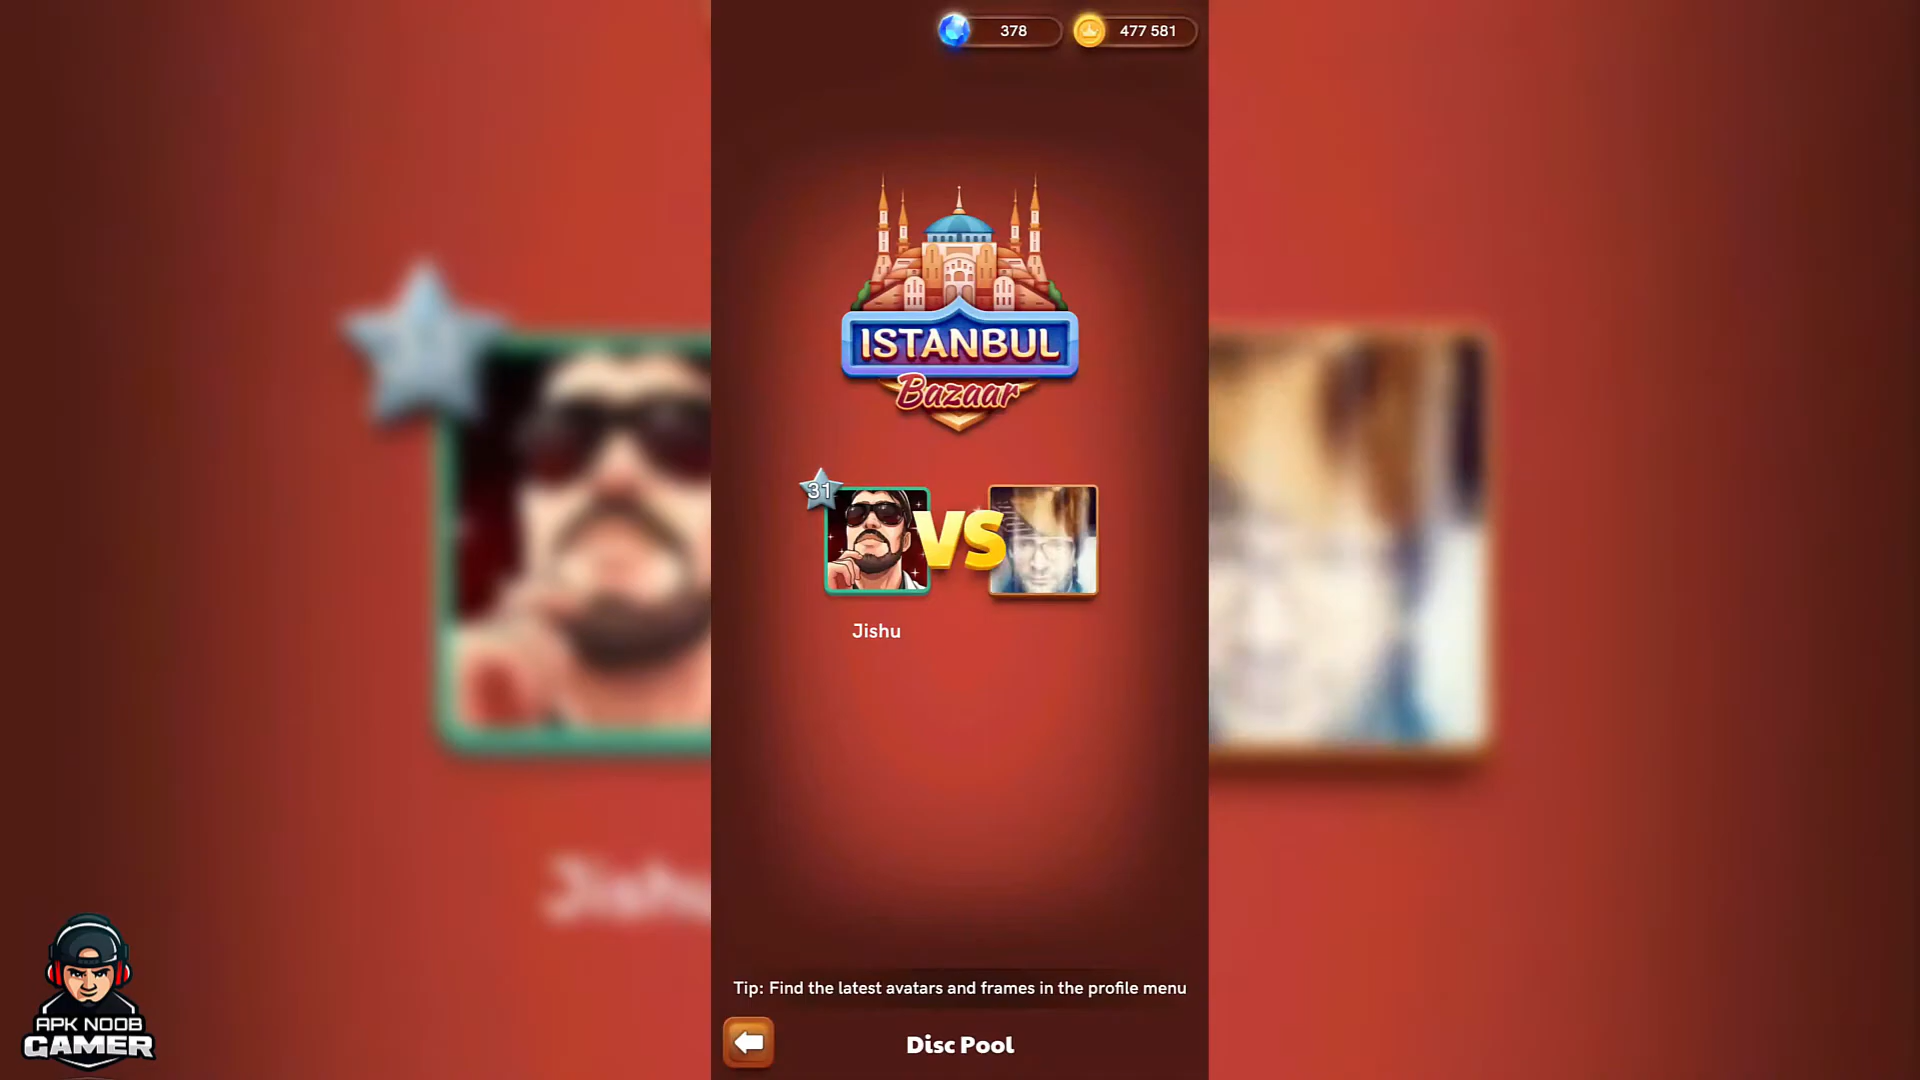 378
477 581
ISTANBUL
Bazaar
31
VS
Jishu
Jishu
Tip: Find the latest avatars and frames in the profile menu
Disc Pool
APK NOOB
GAMER